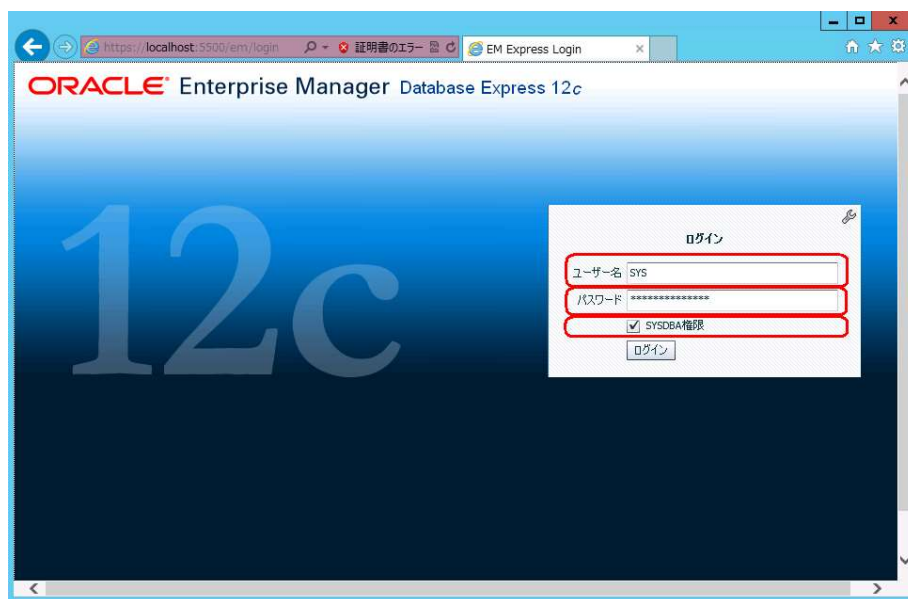 https://localhost:5500/em/login
証明書のエラー
EM Express Login
ORACLE Enterprise Manager Database Express 12c
12c
ログイン
ユーザー名 SYS
パスワード **************
SYSDBA権限
ログイン